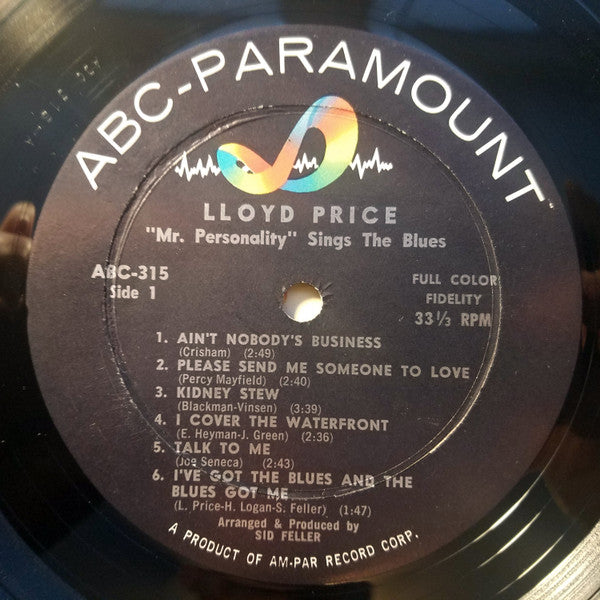 ABC-PARAMOUNT
LLOYD PRICE
"Mr. Personality" Sings The Blues
ABC-315
Side 1
FULL COLOR
FIDELITY
33⅓ RPM
1. AIN'T NOBODY'S BUSINESS
(Crisham) (2:49)
2. PLEASE SEND ME SOMEONE TO LOVE
(Percy Mayfield) (2:40)
3. KIDNEY STEW
(Blackman-Vinsen) (3:39)
4. I COVER THE WATERFRONT
(E. Heyman-J. Green) (2:36)
5. TALK TO ME
(Joe Seneca) (2:43)
6. I'VE GOT THE BLUES AND THE
BLUES GOT ME
(L. Price-H. Logan-S. Feller) (1:47)
Arranged & Produced by
SID FELLER
A PRODUCT OF AM-PAR RECORD CORP.